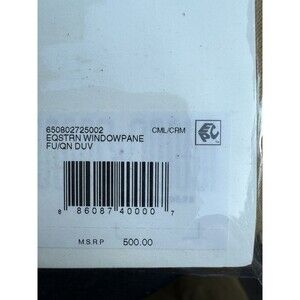 650802725002 CML/CRM
EQSTRN WINDOWPANE
FU/QN DUV
8 86087 40000 7
M.S.R.P 500.00